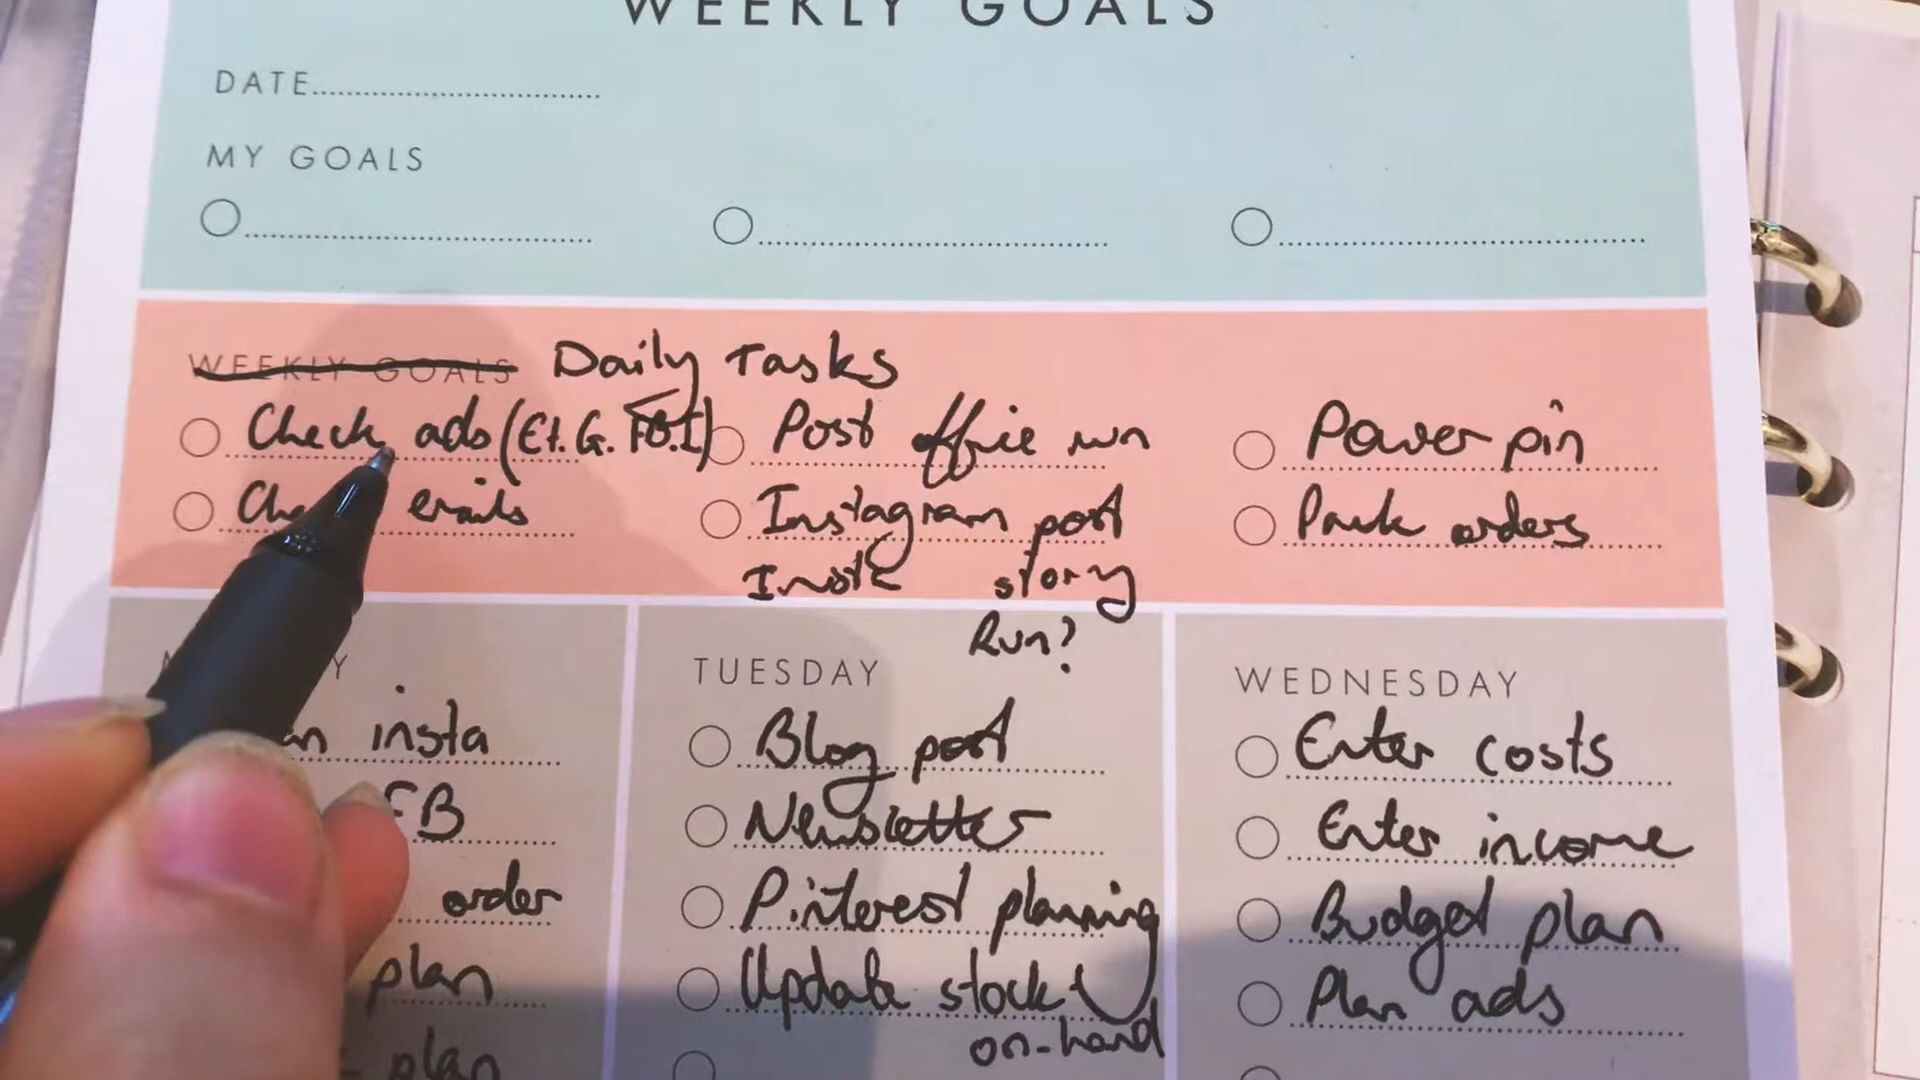 WEEKLY GOALS
DATE
MY GOALS
WEEKLY GOALS Daily Tasks
Check ads (Et. G. FB.I)
Post office run
Power pin
emails
Instagram post
Pack orders
Insta story
Run?
Y
insta
FB
order
plan
plan
TUESDAY
Blog post
Newsletter
Pinterest planning
Update stock
on-hand
WEDNESDAY
Enter costs
Enter income
Budget plan
Plan ads